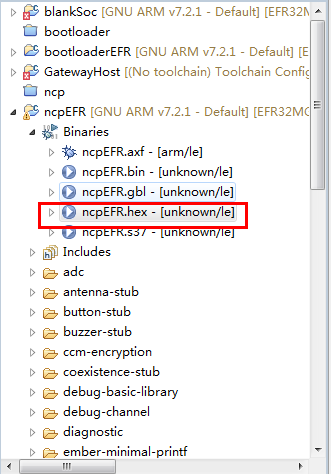 blankSoc [GNU ARM v7.2.1 - Default] [EFR32M
bootloader
bootloaderEFR [GNU ARM v7.2.1 - Default]
GatewayHost [(No toolchain) Toolchain Config
ncp
ncpEFR [GNU ARM v7.2.1 - Default] [EFR32MG
Binaries
ncpEFR.axf - [arm/le]
ncpEFR.bin - [unknown/le]
ncpEFR.gbl - [unknown/le]
ncpEFR.hex - [unknown/le]
ncpEFR.s37 - [unknown/le]
Includes
adc
antenna-stub
button-stub
buzzer-stub
ccm-encryption
coexistence-stub
debug-basic-library
debug-channel
diagnostic
ember-minimal-printf